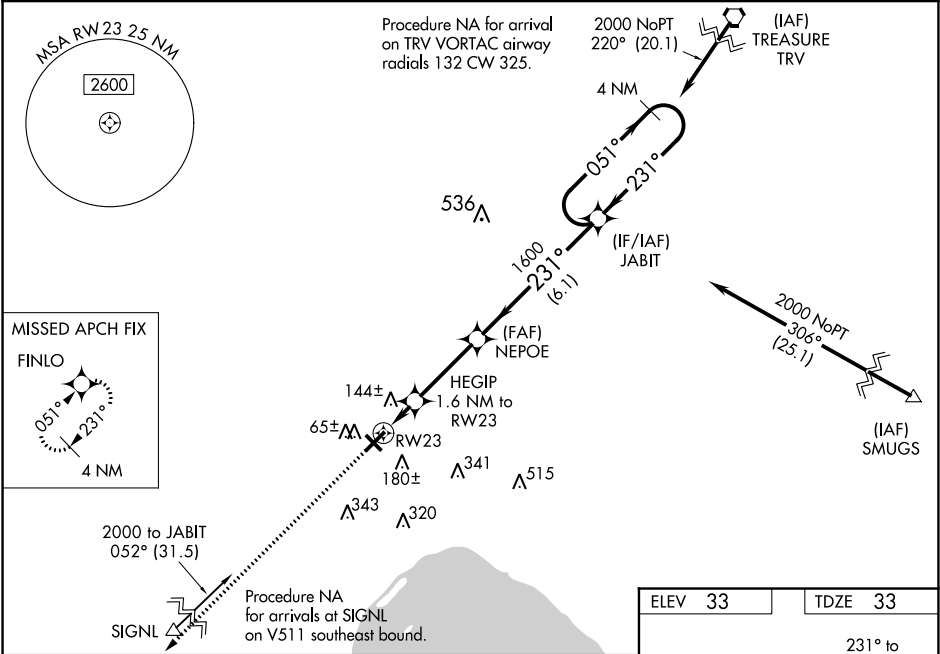 MSA RW 23 25 NM
2600
Procedure NA for arrival
on TRV VORTAC airway
radials 132 CW 325.
2000 NoPT
220° (20.1)
(IAF)
TREASURE
TRV
4 NM
051°
231°
536
(IF/IAF)
JABIT
1600
231°
(6.1)
2000 NoPT
306°
(25.1)
(IAF)
SMUGS
MISSED APCH FIX
FINLO
051°
231°
4 NM
(FAF)
NEPOE
HEGIP
1.6 NM to
RW23
144±
65±
RW23
180±
341
515
343
320
2000 to JABIT
052° (31.5)
SIGNL
Procedure NA
for arrivals at SIGNL
on V511 southeast bound.
ELEV 33
TDZE 33
231° to